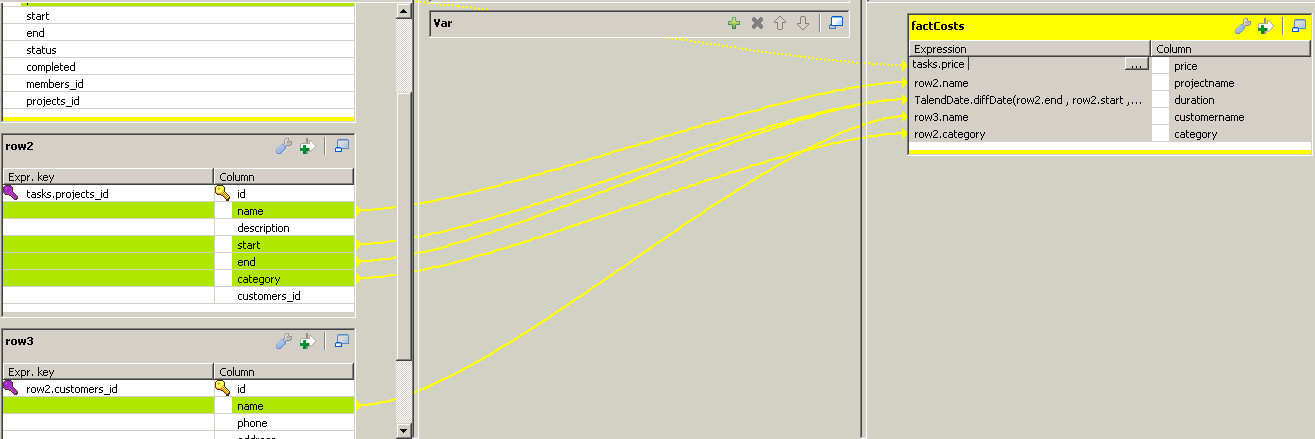 start
end
status
completed
members_id
projects_id
row2
Expr. key Column
tasks.projects_id id
name
description
start
end
category
customers_id
row3
Expr. key Column
row2.customers_id id
name
phone
Var
factCosts
Expression Column
tasks.price ... price
row2.name projectname
TalendDate.diffDate(row2.end , row2.start ,... duration
row3.name customername
row2.category category